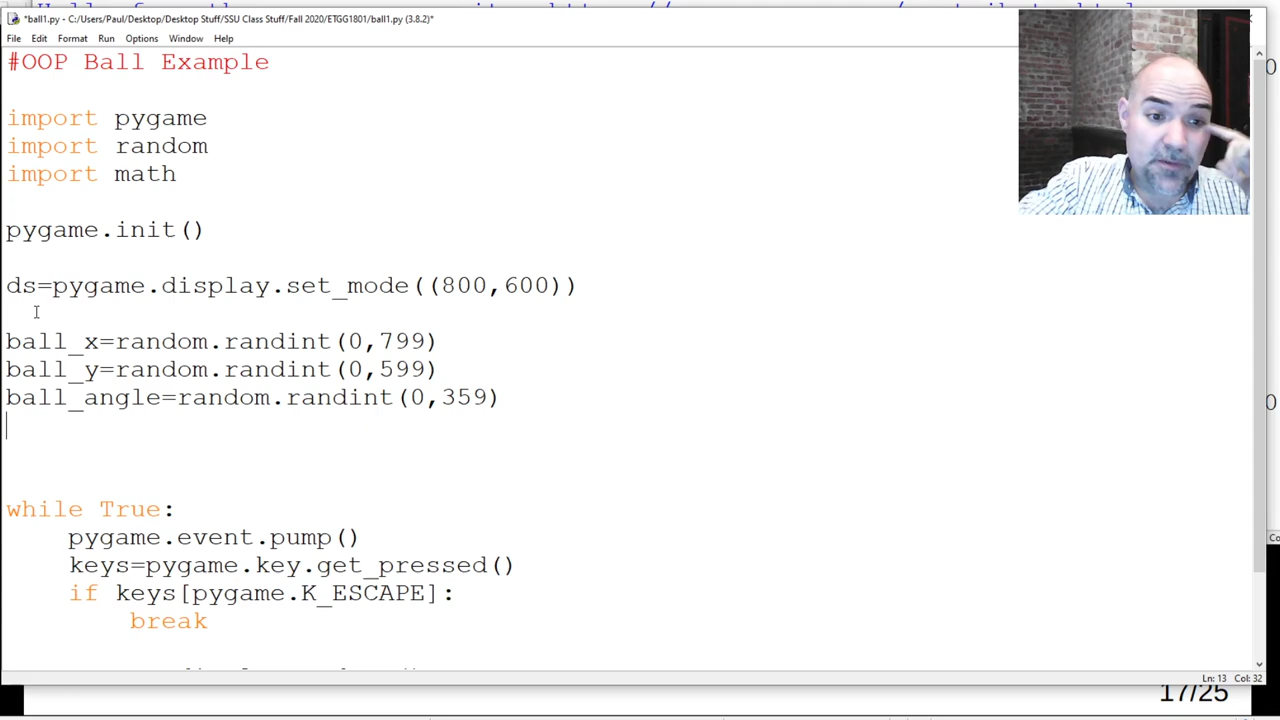 *ball1.py - C:/Users/Paul/Desktop/Desktop Stuff/SSU Class Stuff/Fall 2020/ETGG1801/ball1.py (3.8.2)*
File Edit Format Run Options Window Help
#OOP Ball Example
import pygame
import random
import math
pygame.init()
ds=pygame.display.set_mode((800,600))
ball_x=random.randint(0,799)
ball_y=random.randint(0,599)
ball_angle=random.randint(0,359)
while True:
pygame.event.pump()
keys=pygame.key.get_pressed()
if keys[pygame.K_ESCAPE]:
break
Ln: 13 Col: 32
17/25